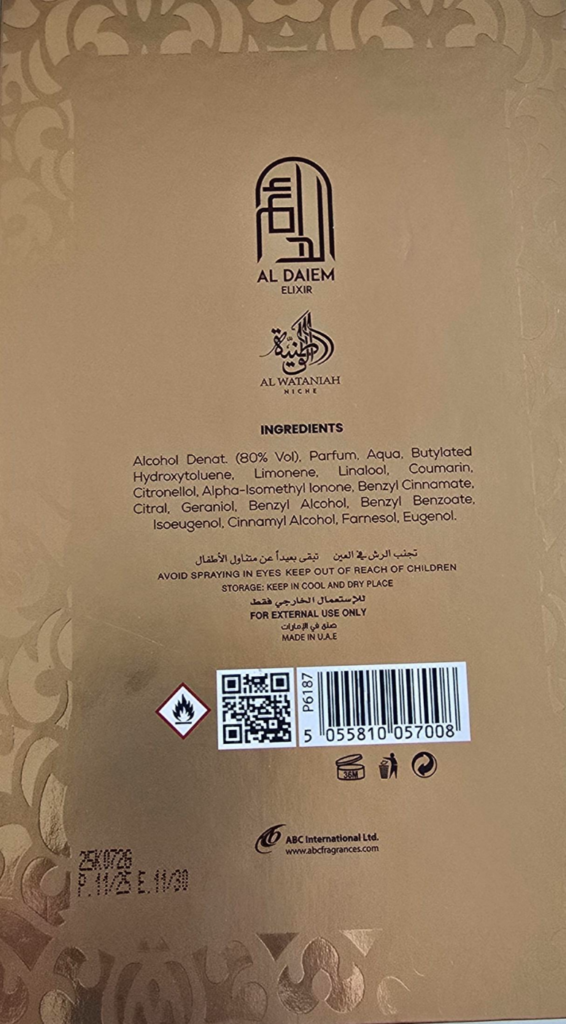 الدائم
AL DAIEM
ELIXIR
الوطنية
AL WATANIAH
NICHE
INGREDIENTS
Alcohol Denat. (80% Vol), Parfum, Aqua, Butylated
Hydroxytoluene, Limonene, Linalool, Coumarin,
Citronellol, Alpha-Isomethyl Ionone, Benzyl Cinnamate,
Citral, Geraniol, Benzyl Alcohol, Benzyl Benzoate,
Isoeugenol, Cinnamyl Alcohol, Farnesol, Eugenol.
تجنب الرش في العين تبقى بعيداً عن متناول الأطفال
AVOID SPRAYING IN EYES KEEP OUT OF REACH OF CHILDREN
STORAGE: KEEP IN COOL AND DRY PLACE
للإستعمال الخارجي فقط
FOR EXTERNAL USE ONLY
صنع في الإمارات
MADE IN U.A.E
P6187
5 055810 057008
36M
ABC International Ltd.
www.abcfragrances.com
25K0726
P.11/25 E.11/30